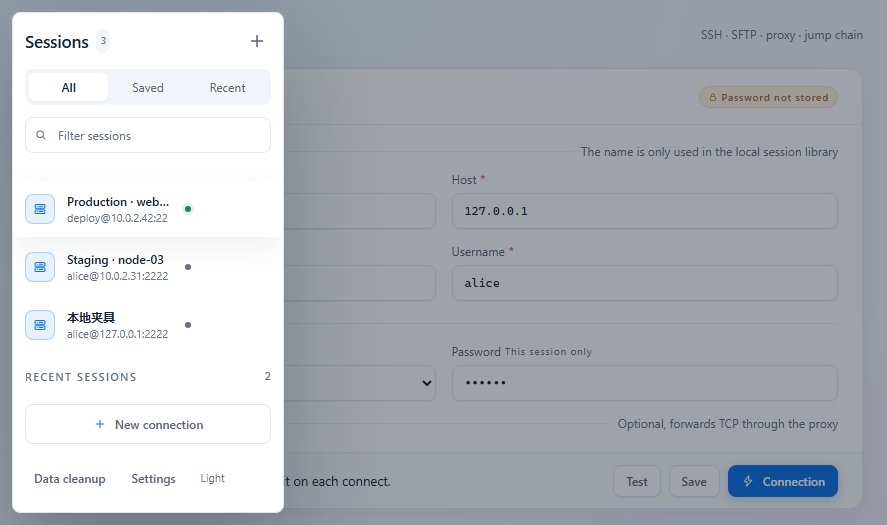 Sessions 3
All Saved Recent
Filter sessions
Production · web...
deploy@10.0.2.42:22
Staging · node-03
alice@10.0.2.31:2222
本地夹具
alice@127.0.0.1:2222
RECENT SESSIONS 2
New connection
Data cleanup Settings Light
SSH · SFTP · proxy · jump chain
Password not stored
The name is only used in the local session library
Host *
127.0.0.1
Username *
alice
Password This session only
••••••
Optional, forwards TCP through the proxy
t on each connect.
Test Save Connection